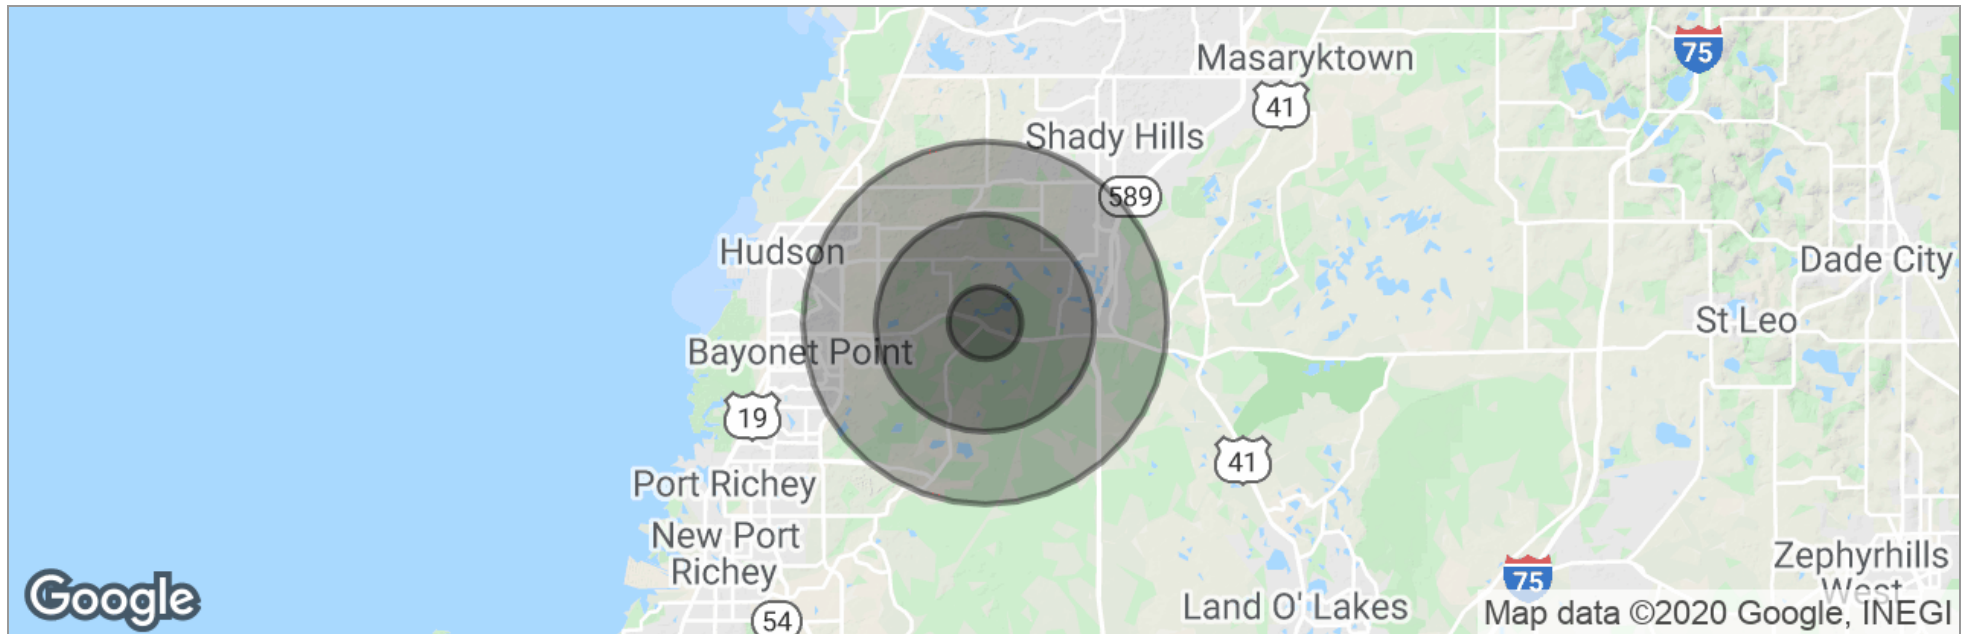 Masaryktown
75
41
Shady Hills
589
Hudson
Dade City
St Leo
Bayonet Point
19
41
Port Richey
New Port
Richey
Zephyrhills
West
75
Google
54
Land O' Lakes
Map data ©2020 Google, INEGI